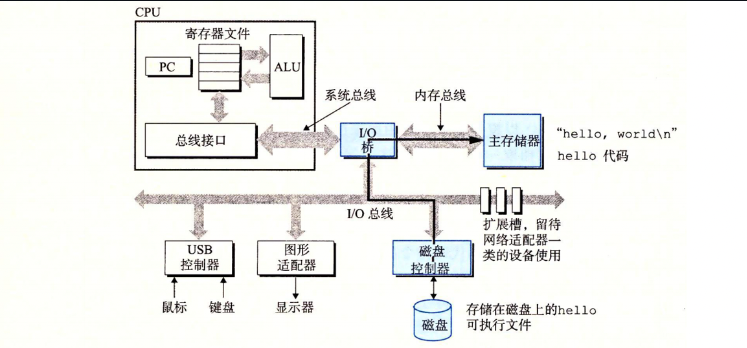 CPU
寄存器文件
PC
ALU
系统总线
内存总线
总线接口
I/O
桥
主存储器
"hello, world\n"
hello 代码
I/O 总线
扩展槽，留待
网络适配器一
类的设备使用
USB
控制器
图形
适配器
磁盘
控制器
鼠标
键盘
显示器
磁盘
存储在磁盘上的hello
可执行文件